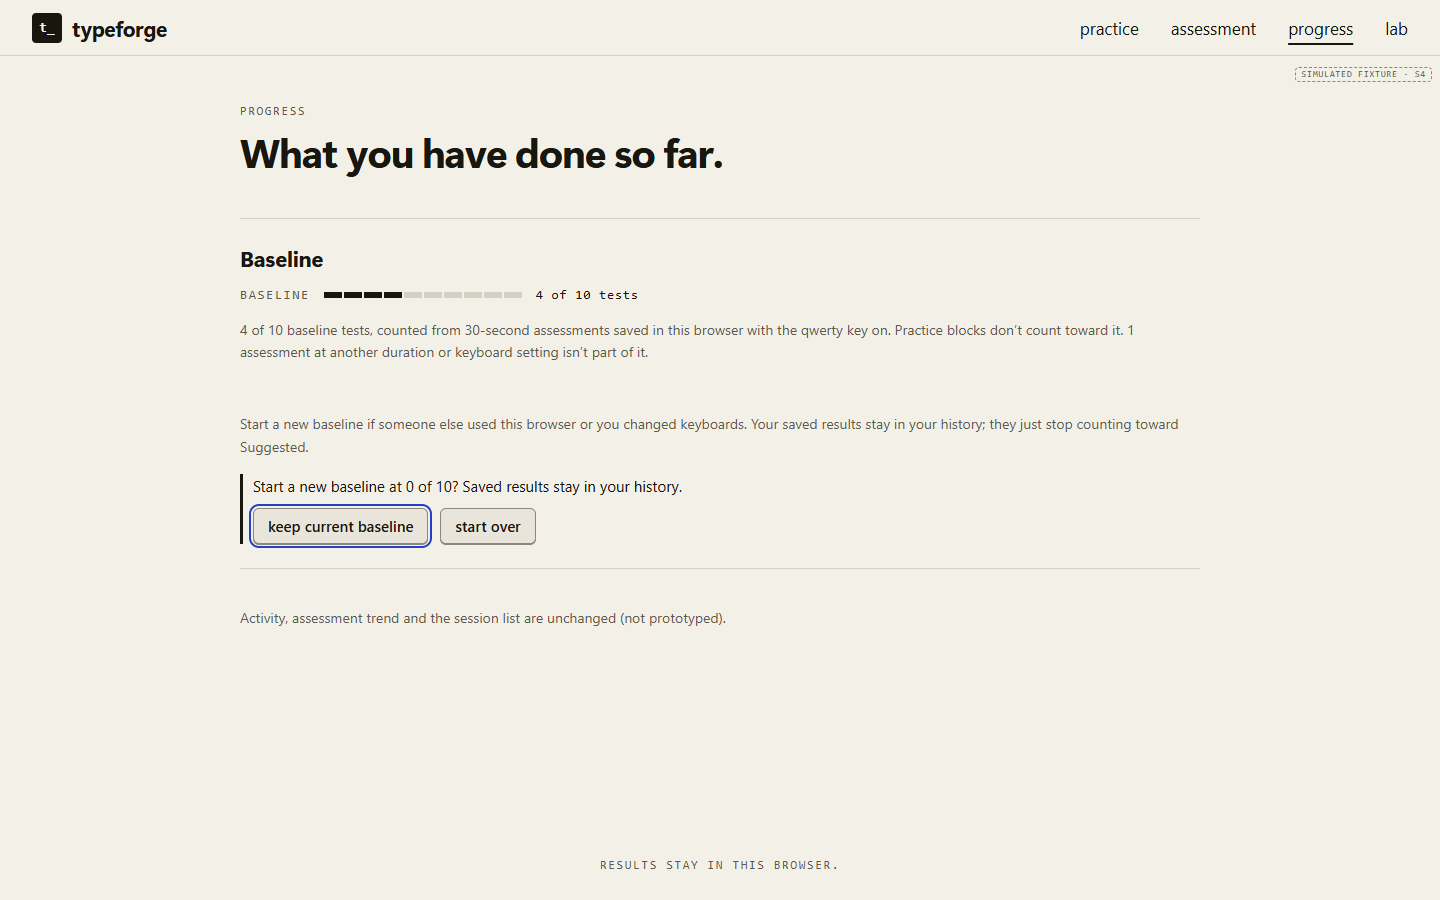 t_ typeforge
practice assessment progress lab
SIMULATED FIXTURE · S4
PROGRESS
What you have done so far.
Baseline
BASELINE 4 of 10 tests
4 of 10 baseline tests, counted from 30-second assessments saved in this browser with the qwerty key on. Practice blocks don’t count toward it. 1
assessment at another duration or keyboard setting isn’t part of it.
Start a new baseline if someone else used this browser or you changed keyboards. Your saved results stay in your history; they just stop counting toward
Suggested.
Start a new baseline at 0 of 10? Saved results stay in your history.
keep current baseline start over
Activity, assessment trend and the session list are unchanged (not prototyped).
RESULTS STAY IN THIS BROWSER.